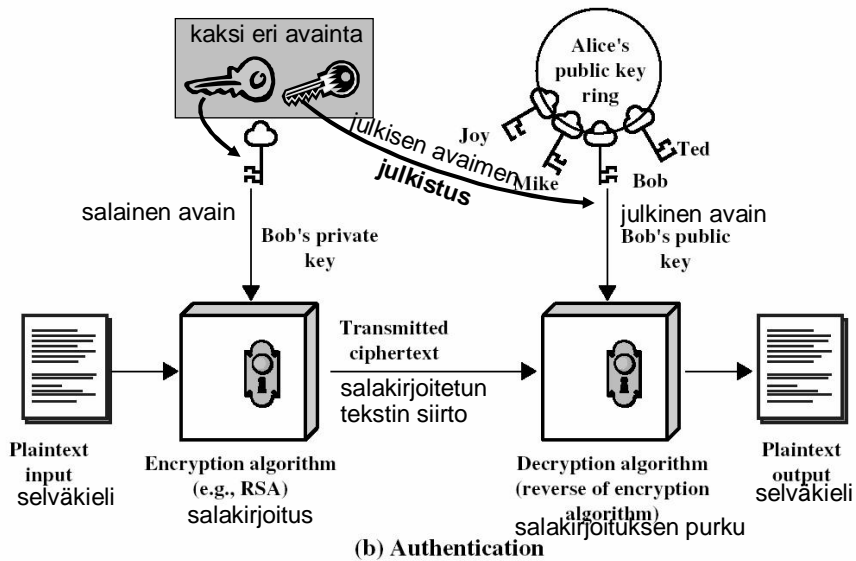 kaksi eri avainta
Alice's
public key
ring
Joy
Mike
Bob
Ted
julkisen avaimen
julkistus
salainen avain
julkinen avain
Bob's private
key
Bob's public
key
Transmitted
ciphertext
salakirjoitetun
tekstin siirto
Plaintext
input
selväkieli
Encryption algorithm
(e.g., RSA)
salakirjoitus
Decryption algorithm
(reverse of encryption
algorithm)
salakirjoituksen purku
Plaintext
output
selväkieli
(b) Authentication